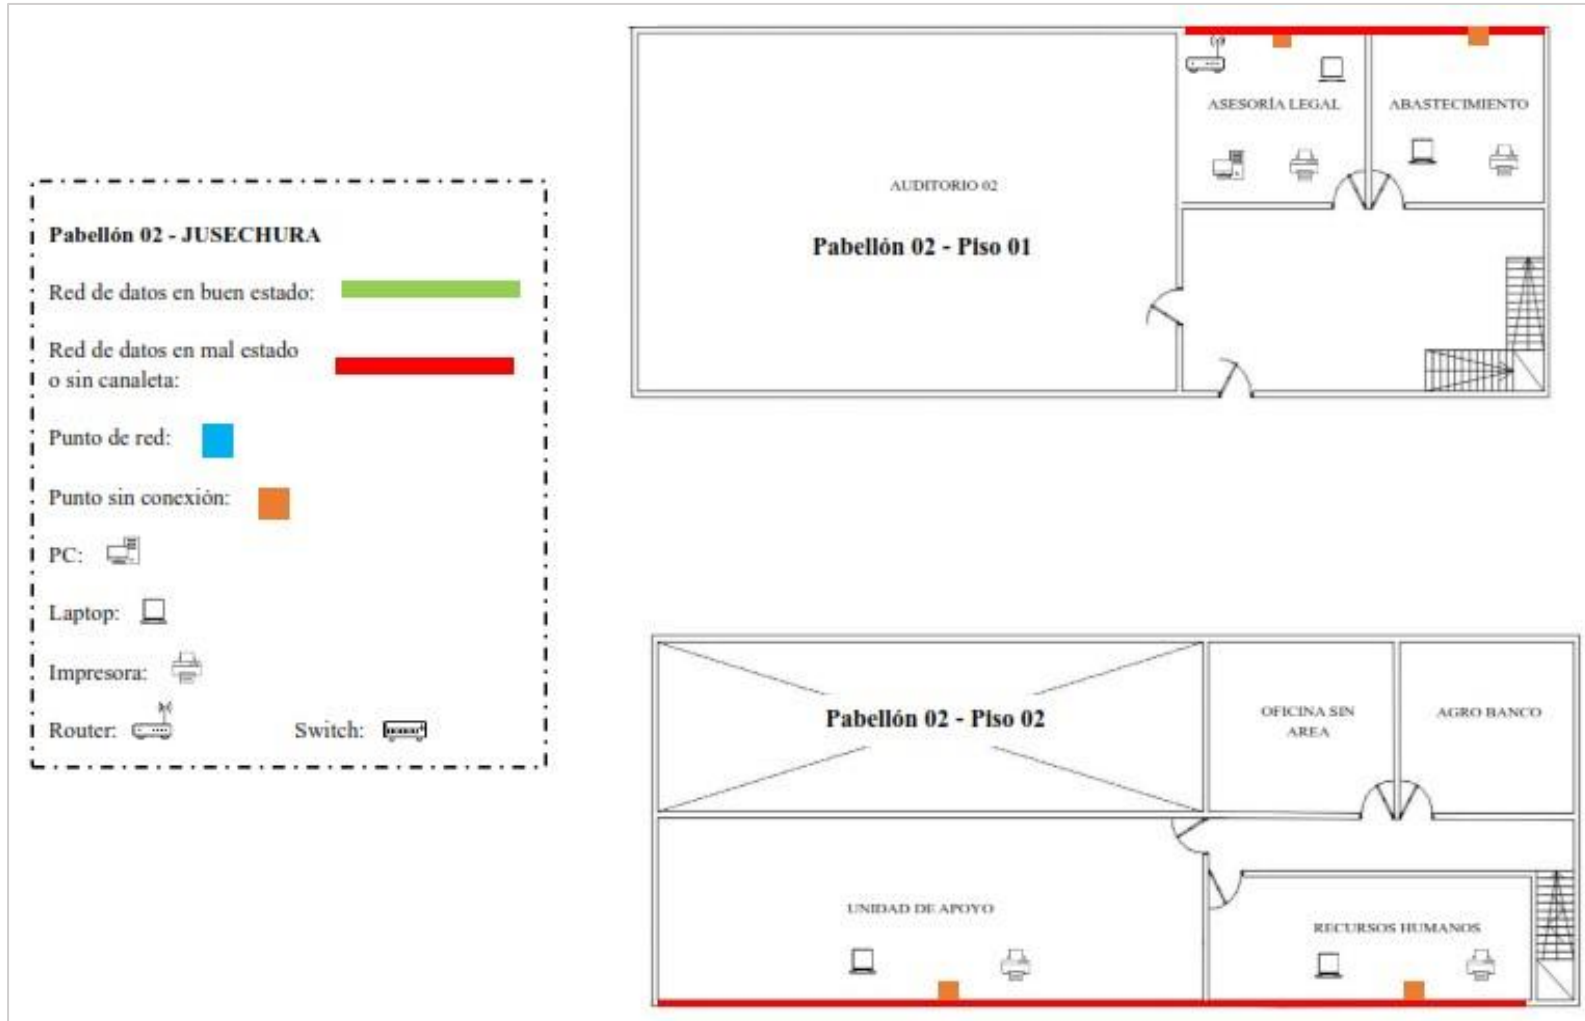 Pabellón 02 - JUSECHURA
Red de datos en buen estado:
Red de datos en mal estado
o sin canaleta:
Punto de red:
Punto sin conexión:
PC:
Laptop:
Impresora:
Router:
Switch:
ASESORÍA LEGAL
ABASTECIMIENTO
AUDITORIO 02
Pabellón 02 - Piso 01
Pabellón 02 - Piso 02
OFICINA SIN
AREA
AGRO BANCO
UNIDAD DE APOYO
RECURSOS HUMANOS